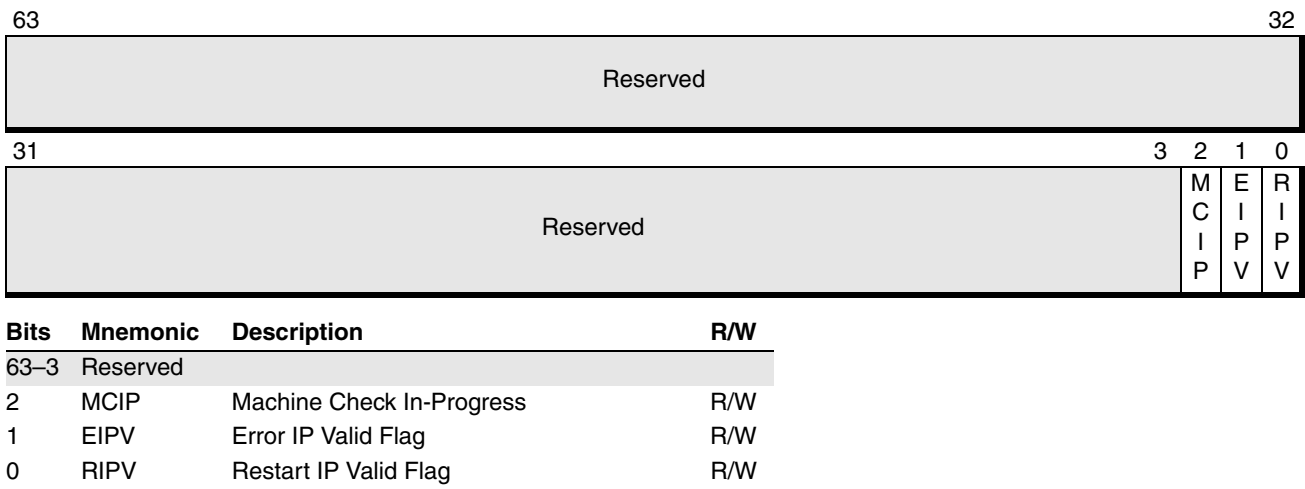 63 32
Reserved
31 3 2 1 0
Reserved
M E R
C I I
I P P
P V V
Bits Mnemonic Description R/W
63–3 Reserved
2 MCIP Machine Check In-Progress R/W
1 EIPV Error IP Valid Flag R/W
0 RIPV Restart IP Valid Flag R/W